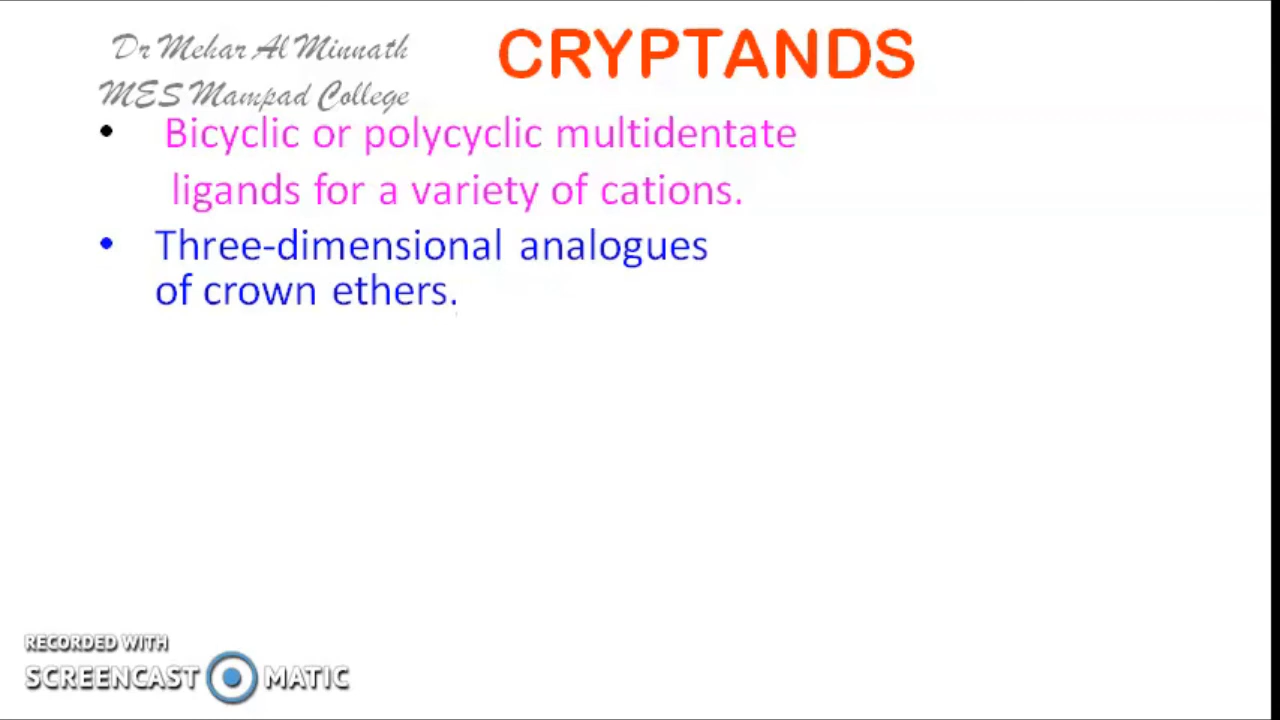 Dr Mehar Al Minnath
CRYPTANDS
MES Mampad College
• Bicyclic or polycyclic multidentate
ligands for a variety of cations.
• Three-dimensional analogues
of crown ethers.
RECORDED WITH
SCREENCAST MATIC